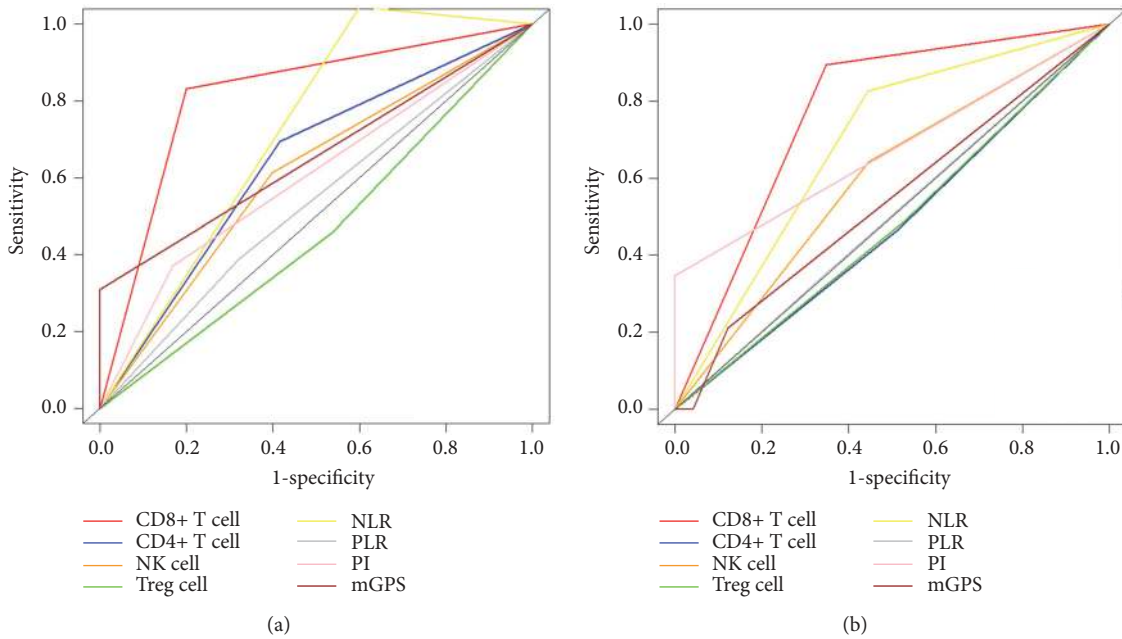 1.0
0.8
0.6
0.4
0.2
0.0
Sensitivity
0.0 0.2 0.4 0.6 0.8 1.0
1-specificity
CD8+ T cell NLR
CD4+ T cell PLR
NK cell PI
Treg cell mGPS
(a)
1.0
0.8
0.6
0.4
0.2
0.0
Sensitivity
0.0 0.2 0.4 0.6 0.8 1.0
1-specificity
CD8+ T cell NLR
CD4+ T cell PLR
NK cell PI
Treg cell mGPS
(b)